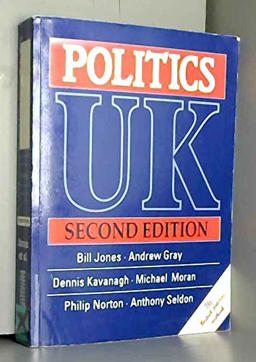 POLITICS
UK
SECOND EDITION
Bill Jones · Andrew Gray
Dennis Kavanagh · Michael Moran
Philip Norton · Anthony Seldon